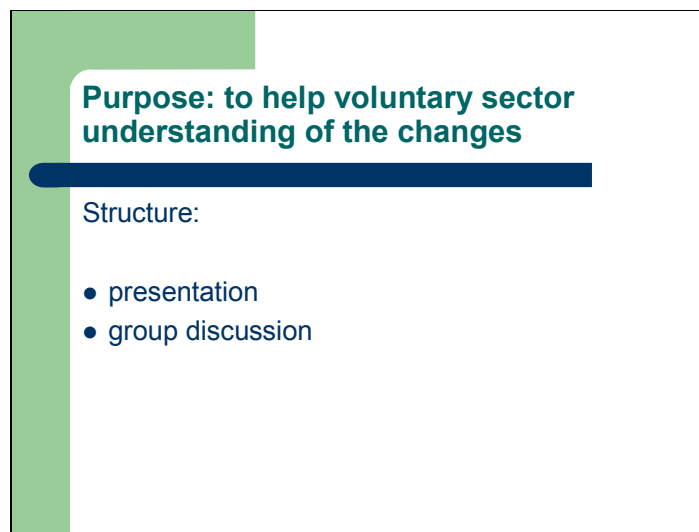 Purpose: to help voluntary sector
understanding of the changes
Structure:
● presentation
● group discussion